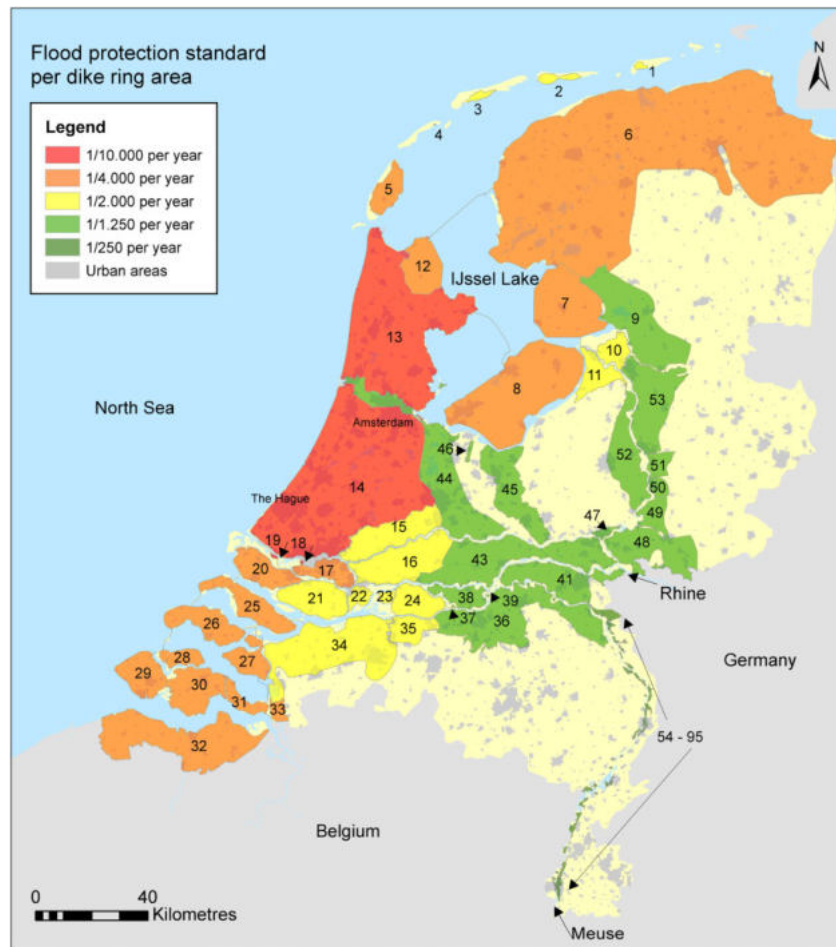 Flood protection standard
per dike ring area
Legend
1/10.000 per year
1/4.000 per year
1/2.000 per year
1/1.250 per year
1/250 per year
Urban areas
N
1
2
3
4
5
6
12
IJssel Lake
7
9
13
10
11
8
53
North Sea
Amsterdam
46
52
51
44
45
50
14
The Hague
47
49
15
48
19
18
43
20
17
16
41
Rhine
21
22
23
24
38
39
25
37
26
35
36
34
28
27
29
30
Germany
31
33
32
54 - 95
Belgium
0
40
Kilometres
Meuse